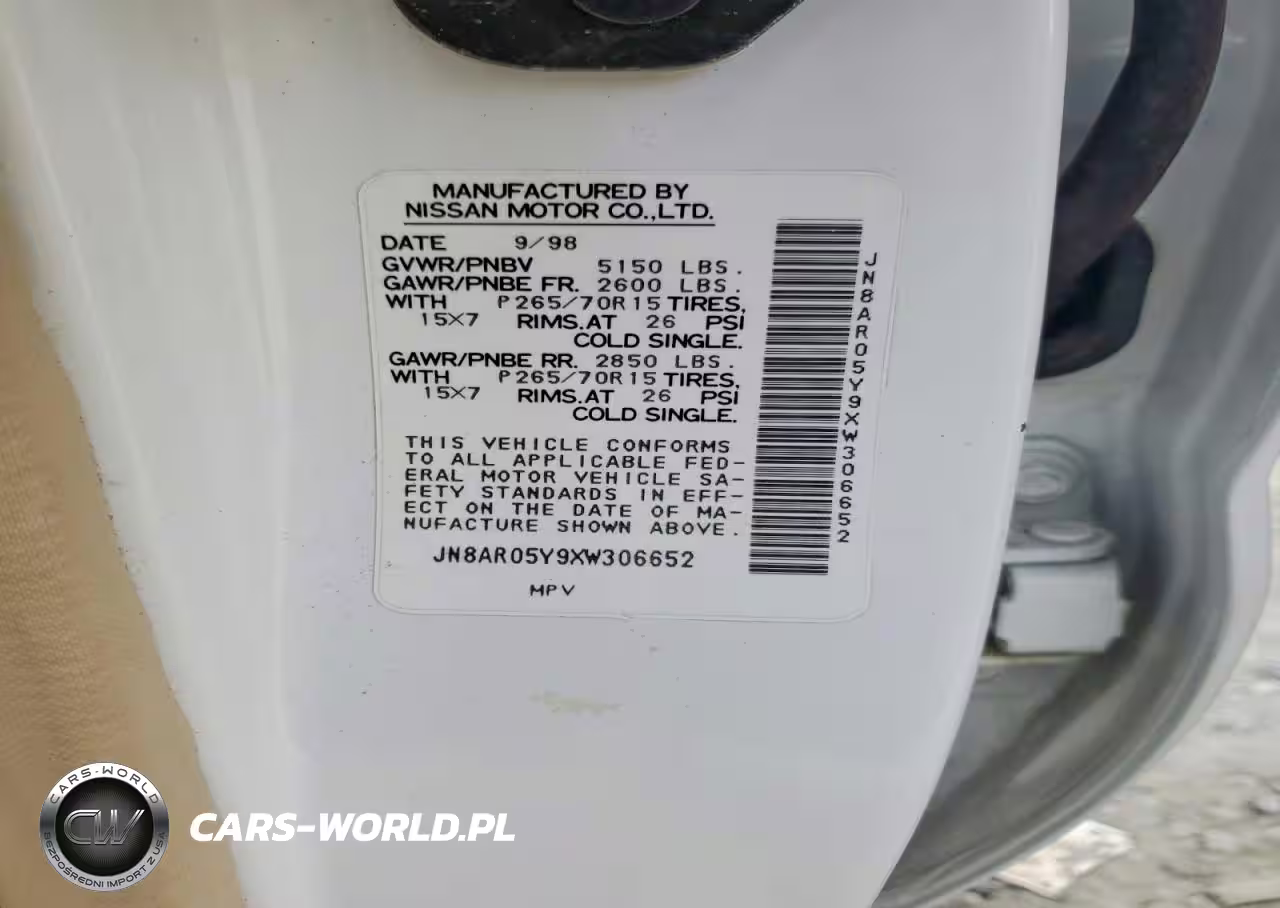 MANUFACTURED BY
NISSAN MOTOR CO.,LTD.
DATE 9/98
GVWR/PNBV 5150 LBS.
GAWR/PNBE FR. 2600 LBS.
WITH P265/70R15 TIRES,
15X7 RIMS.AT 26 PSI
COLD SINGLE.
GAWR/PNBE RR. 2850 LBS.
WITH P265/70R15 TIRES,
15X7 RIMS.AT 26 PSI
COLD SINGLE.
THIS VEHICLE CONFORMS
TO ALL APPLICABLE FED-
ERAL MOTOR VEHICLE SA-
FETY STANDARDS IN EFF-
ECT ON THE DATE OF MA-
NUFACTURE SHOWN ABOVE.
JN8AR05Y9XW306652
MPV
JN8AR05Y9XW306652
CARS-WORLD
CW
BEZPOŚREDNI IMPORT Z USA
CARS-WORLD.PL